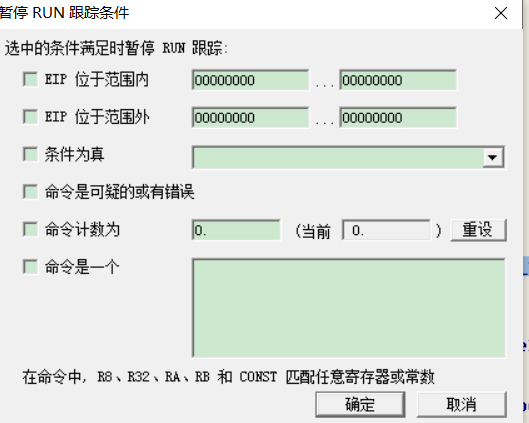 暂停 RUN 跟踪条件
选中的条件满足时暂停 RUN 跟踪:
EIP 位于范围内 00000000 ... 00000000
EIP 位于范围外 00000000 ... 00000000
条件为真
命令是可疑的或有错误
命令计数为 0. (当前 0. ) 重设
命令是一个
在命令中, R8、R32、RA、RB 和 CONST 匹配任意寄存器或常数
确定 取消